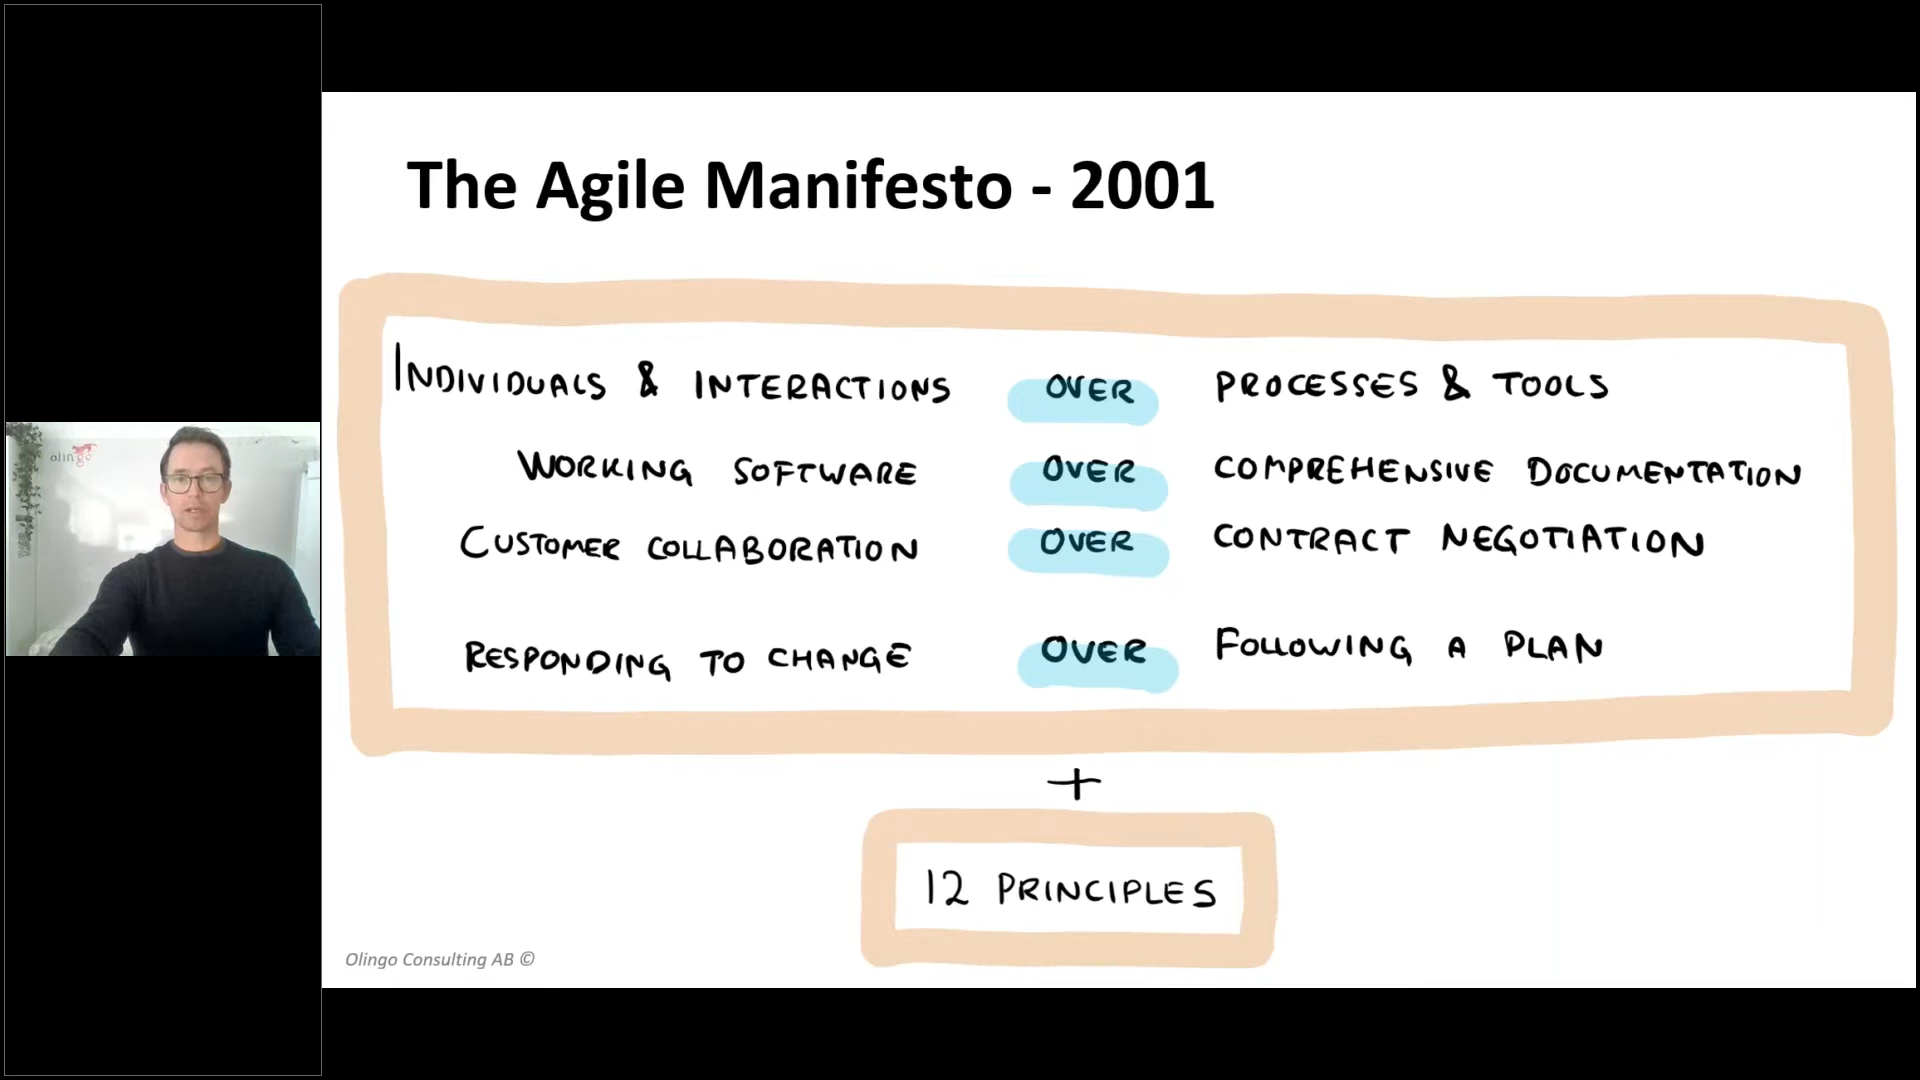 The Agile Manifesto - 2001
INDIVIDUALS & INTERACTIONS OVER PROCESSES & TOOLS
WORKING SOFTWARE OVER COMPREHENSIVE DOCUMENTATION
CUSTOMER COLLABORATION OVER CONTRACT NEGOTIATION
RESPONDING TO CHANGE OVER FOLLOWING A PLAN
+
12 PRINCIPLES
Olingo Consulting AB ©
olingo